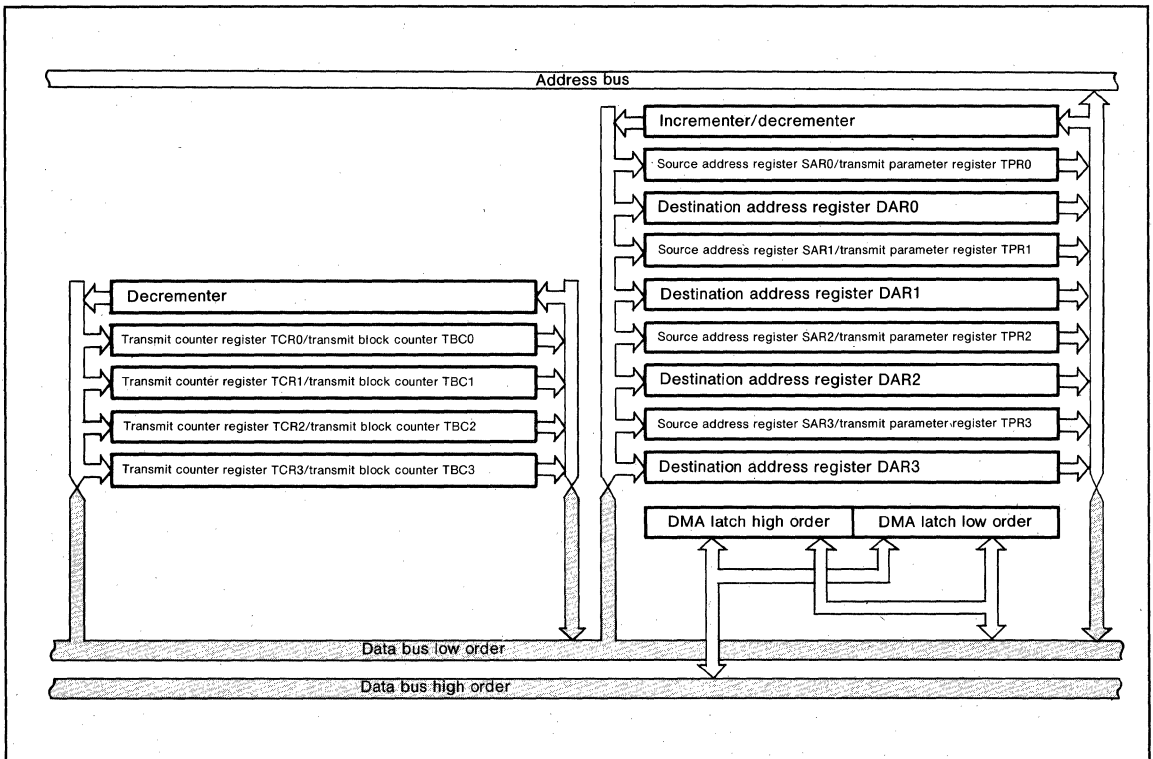 Address bus
Incrementer/decrementer
Source address register SAR0/transmit parameter register TPR0
Destination address register DAR0
Source address register SAR1/transmit parameter register TPR1
Destination address register DAR1
Source address register SAR2/transmit parameter register TPR2
Destination address register DAR2
Source address register SAR3/transmit parameter register TPR3
Destination address register DAR3
Decrementer
Transmit counter register TCR0/transmit block counter TBC0
Transmit counter register TCR1/transmit block counter TBC1
Transmit counter register TCR2/transmit block counter TBC2
Transmit counter register TCR3/transmit block counter TBC3
DMA latch high order
DMA latch low order
Data bus low order
Data bus high order